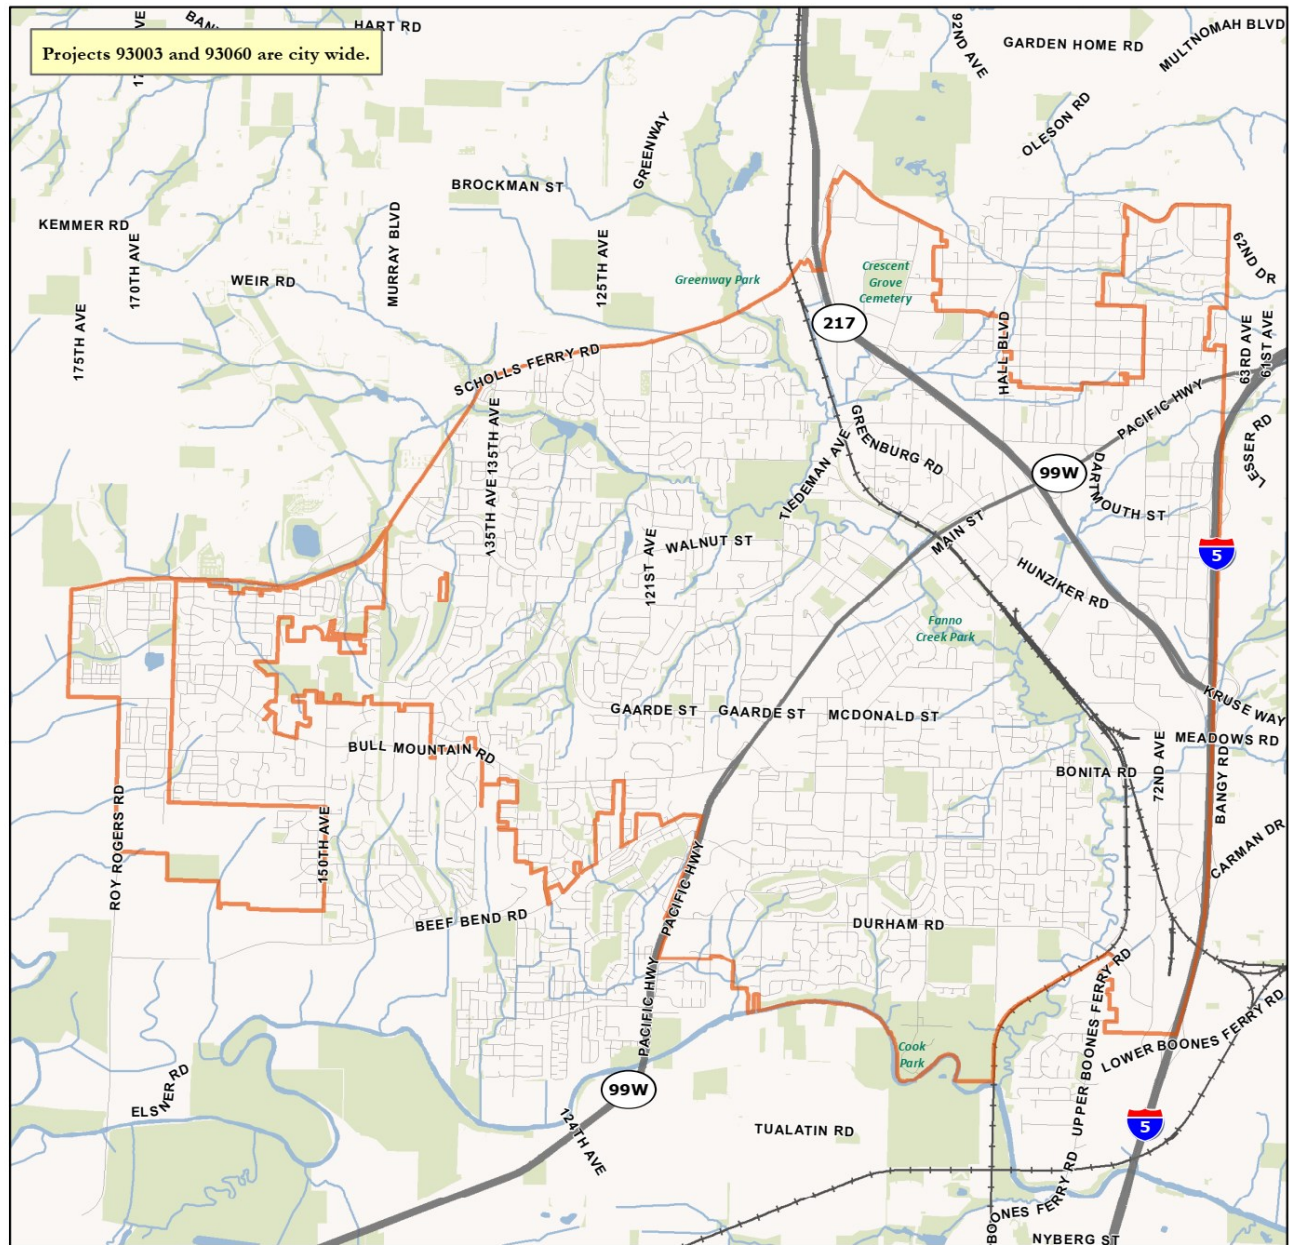 HART RD
Projects 93003 and 93060 are city wide.
92ND AVE
GARDEN HOME RD
MULTNOMAH BLVD
OLESON RD
GREENWAY
BROCKMAN ST
KEMMER RD
170TH AVE
MURRAY BLVD
125TH AVE
62ND DR
WEIR RD
Greenway Park
Crescent
Grove
Cemetery
175TH AVE
217
HALL BLVD
63RD AVE
61ST AVE
SCHOLLS FERRY RD
PACIFIC HWY
135TH AVE
135TH AVE
GREENBURG RD
TIEDEMAN AVE
99W
DARTMOUTH ST
LESSER RD
WALNUT ST
121ST AVE
MAIN ST
HUNZIKER RD
5
Fanno
Creek Park
GAARDE ST
GAARDE ST
MCDONALD ST
KRUSE WAY
MEADOWS RD
BULL MOUNTAIN RD
BONITA RD
72ND AVE
BANGY RD
ROY ROGERS RD
150TH AVE
CARMAN DR
PACIFIC HWY
BEEF BEND RD
DURHAM RD
PACIFIC HWY
UPPER BOONES FERRY RD
LOWER BOONES FERRY RD
Cook
Park
99W
ELSNER RD
124TH AVE
TUALATIN RD
5
BOONES FERRY RD
NYBERG ST